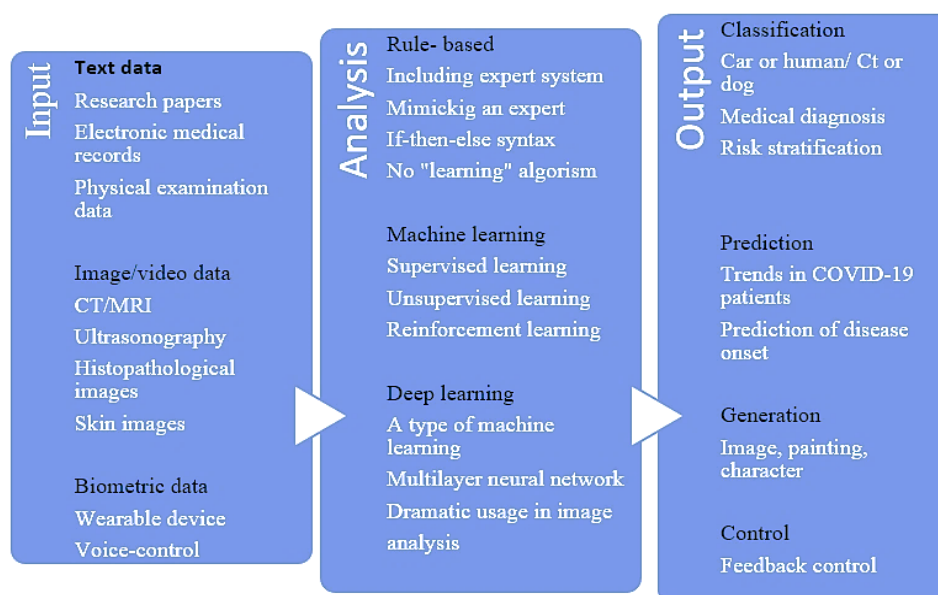 Input
Text data
Research papers
Electronic medical
records
Physical examination
data
Image/video data
CT/MRI
Ultrasonography
Histopathological
images
Skin images
Biometric data
Wearable device
Voice-control
Analysis
Rule- based
Including expert system
Mimickig an expert
If-then-else syntax
No "learning" algorism
Machine learning
Supervised learning
Unsupervised learning
Reinforcement learning
Deep learning
A type of machine
learning
Multilayer neural network
Dramatic usage in image
analysis
Output
Classification
Car or human/ Ct or
dog
Medical diagnosis
Risk stratification
Prediction
Trends in COVID-19
patients
Prediction of disease
onset
Generation
Image, painting,
character
Control
Feedback control